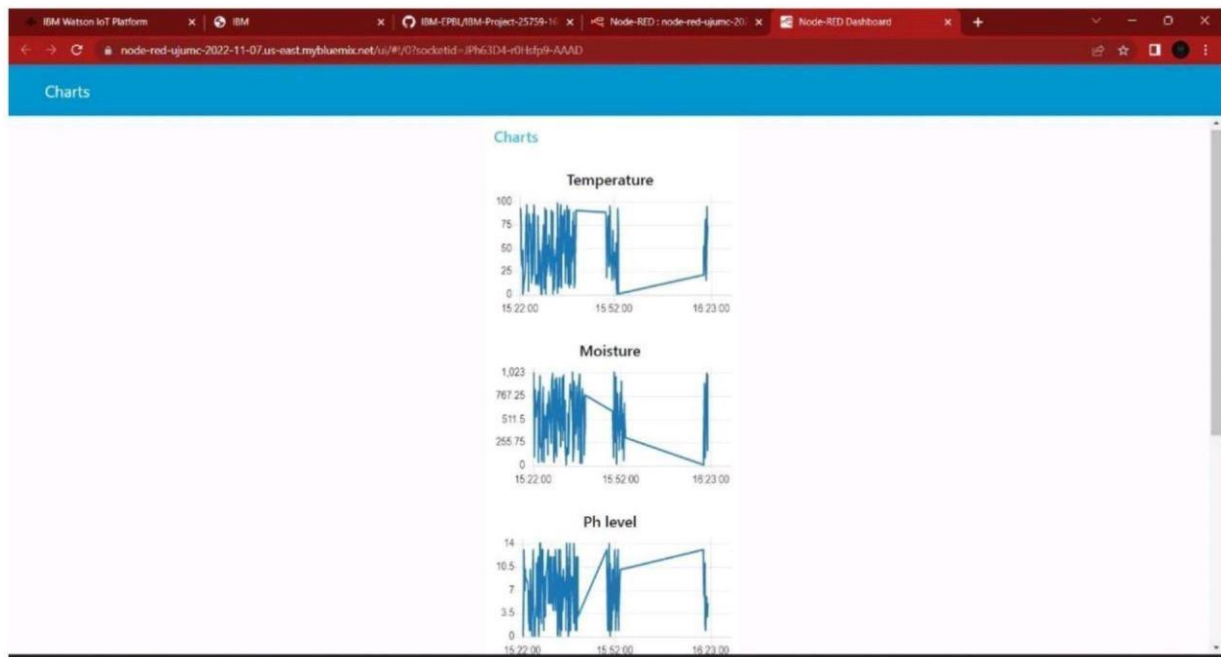 IBM Watson IoT Platform
IBM
IBM-EPBL/IBM-Project-25759-16
Node-RED : node-red-ujumc-20
Node-RED Dashboard
node-red-ujumc-2022-11-07.us-east.mybluemix.net/ui/#!/0?socketid=JPh63D4-r0Hsfp9-AAAD
Charts
Charts
Temperature
100
75
50
25
0
15:22:00 15:52:00 16:23:00
Moisture
1,023
767.25
511.5
255.75
0
15:22:00 15:52:00 16:23:00
Ph level
14
10.5
7
3.5
0
15:22:00 15:52:00 16:23:00